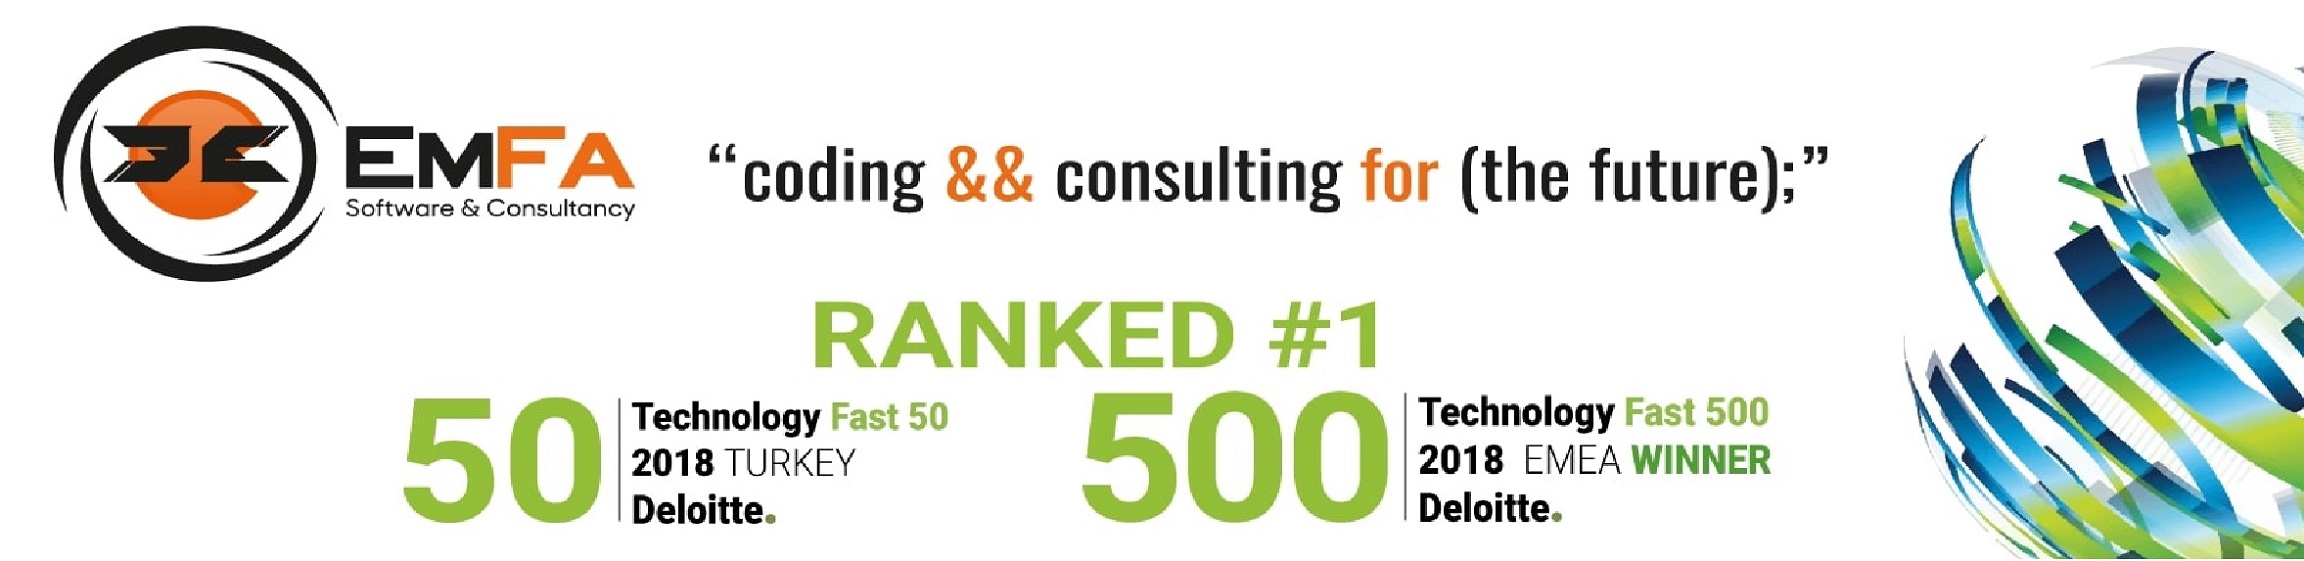 EMFA
Software & Consultancy
“coding && consulting for (the future);”
RANKED #1
50
Technology Fast 50
2018 TURKEY
Deloitte.
500
Technology Fast 500
2018 EMEA WINNER
Deloitte.